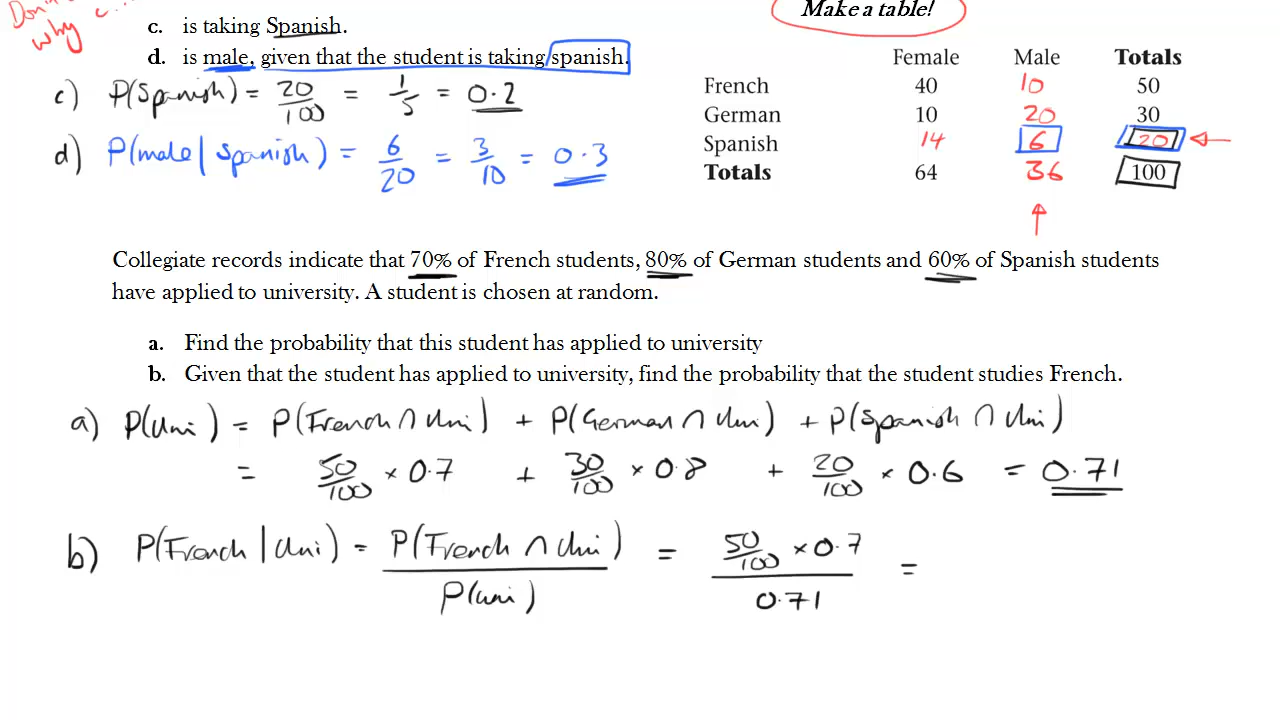 Don'
why c...
Make a table!
c. is taking Spanish.
d. is male, given that the student is taking spanish.
Female Male Totals
French 40 10 50
German 10 20 30
Spanish 14 6 20
Totals 64 36 100
c) P(Spanish) = 20/100 = 1/5 = 0.2
d) P(male | Spanish) = 6/20 = 3/10 = 0.3
Collegiate records indicate that 70% of French students, 80% of German students and 60% of Spanish students
have applied to university. A student is chosen at random.
a. Find the probability that this student has applied to university
b. Given that the student has applied to university, find the probability that the student studies French.
a) P(Uni) = P(French ∩ Uni) + P(German ∩ Uni) + P(Spanish ∩ Uni)
= 50/100 × 0.7 + 30/100 × 0.8 + 20/100 × 0.6 = 0.71
b) P(French | Uni) = P(French ∩ Uni) / P(uni) = 50/100 × 0.7 / 0.71 =